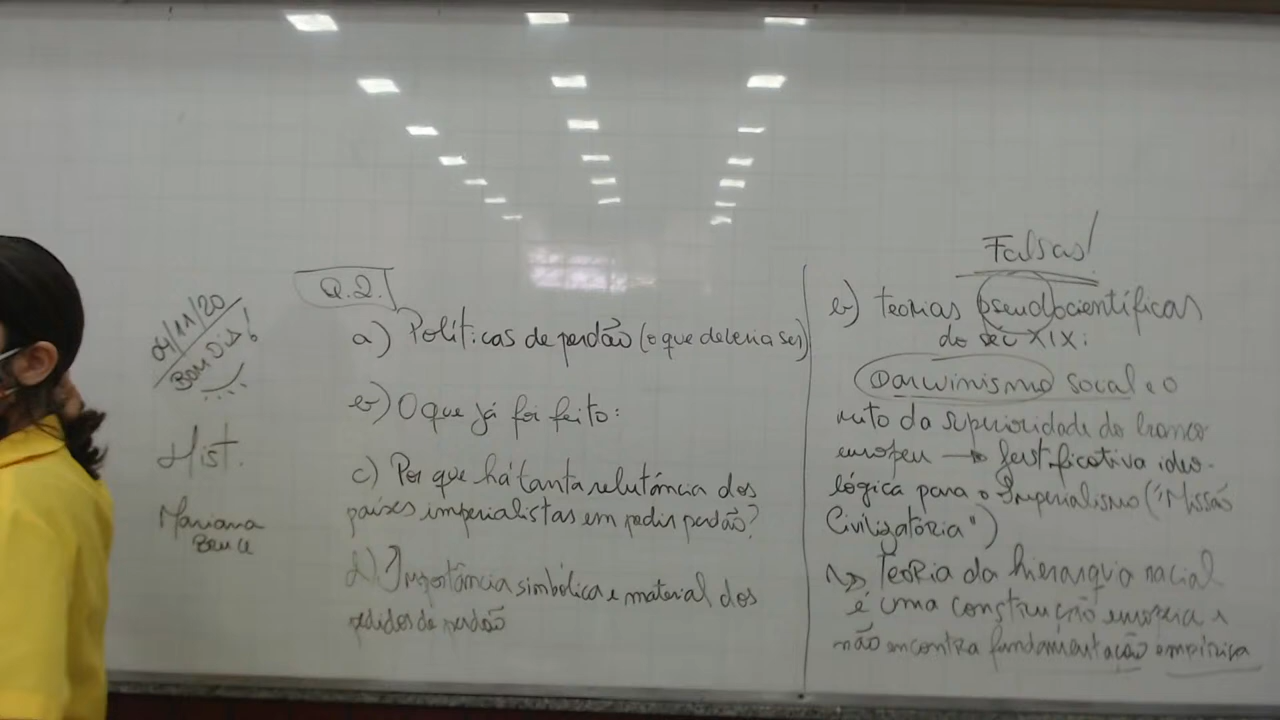 04/11/20
BOM DIA!
Hist.
Mariana
Q.2.
a) Políticas de perdão (o que deveria ser)
b) O que já foi feito:
c) Por que há tanta relutância dos
países imperialistas em pedir perdão?
d) Importância simbólica e material dos
pedidos de perdão
Falsas!
e) teorias pseudocientíficas
do séc XIX:
Darwinismo social e o
mito da superioridade do branco
europeu → justificativa ideo-
lógica para o Imperialismo ("Missão
Civilizatória")
↳ Teoria da hierarquia racial
é uma construção europeia e
não encontra fundamentação empírica